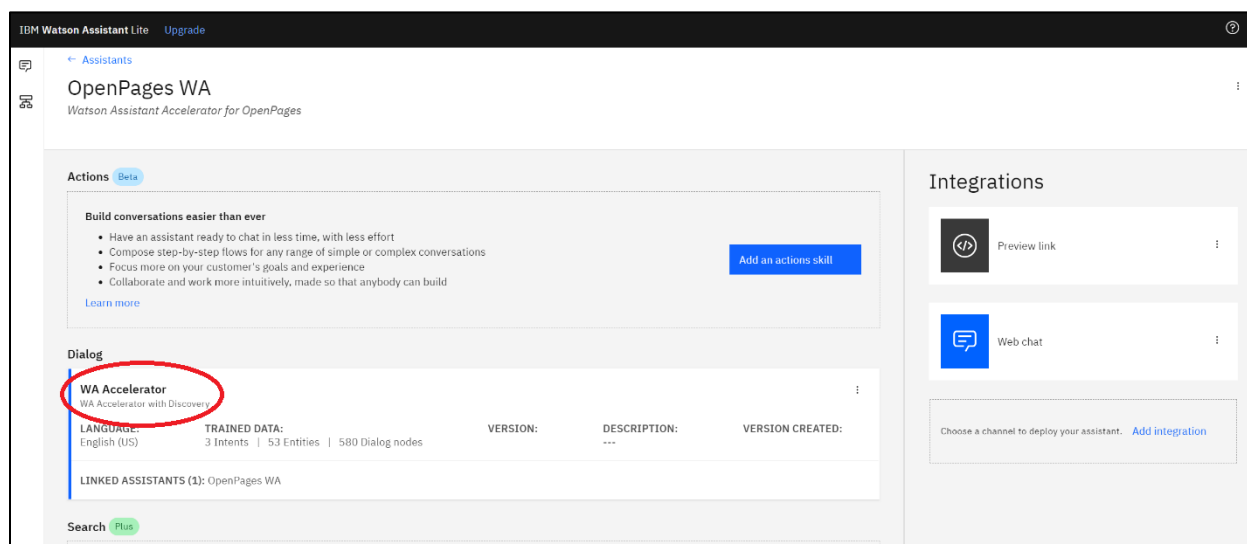 IBM Watson Assistant Lite Upgrade
← Assistants
OpenPages WA
Watson Assistant Accelerator for OpenPages
Actions Beta
Build conversations easier than ever
• Have an assistant ready to chat in less time, with less effort
• Compose step-by-step flows for any range of simple or complex conversations
• Focus more on your customer's goals and experience
• Collaborate and work more intuitively, made so that anybody can build
Learn more
Add an actions skill
Dialog
WA Accelerator
WA Accelerator with Discovery
LANGUAGE: TRAINED DATA: VERSION: DESCRIPTION: VERSION CREATED:
English (US) 3 Intents | 53 Entities | 580 Dialog nodes ---
LINKED ASSISTANTS (1): OpenPages WA
Search Plus
Integrations
Preview link
Web chat
Choose a channel to deploy your assistant. Add integration